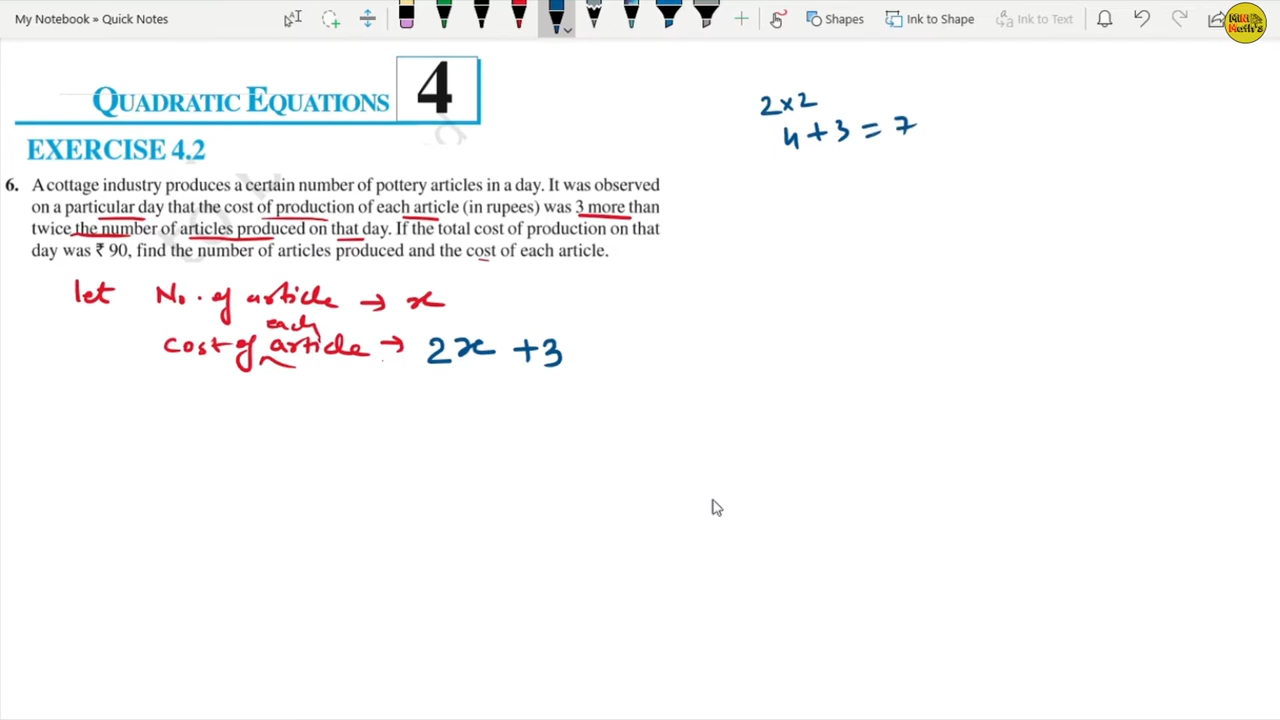 My Notebook » Quick Notes
Shapes
Ink to Shape
Ink to Text
MINI
Math's
QUADRATIC EQUATIONS 4
EXERCISE 4.2
2×2
4+3=7
6. A cottage industry produces a certain number of pottery articles in a day. It was observed
on a particular day that the cost of production of each article (in rupees) was 3 more than
twice the number of articles produced on that day. If the total cost of production on that
day was ₹ 90, find the number of articles produced and the cost of each article.
let No. of article → x
each
cost of article → 2x +3